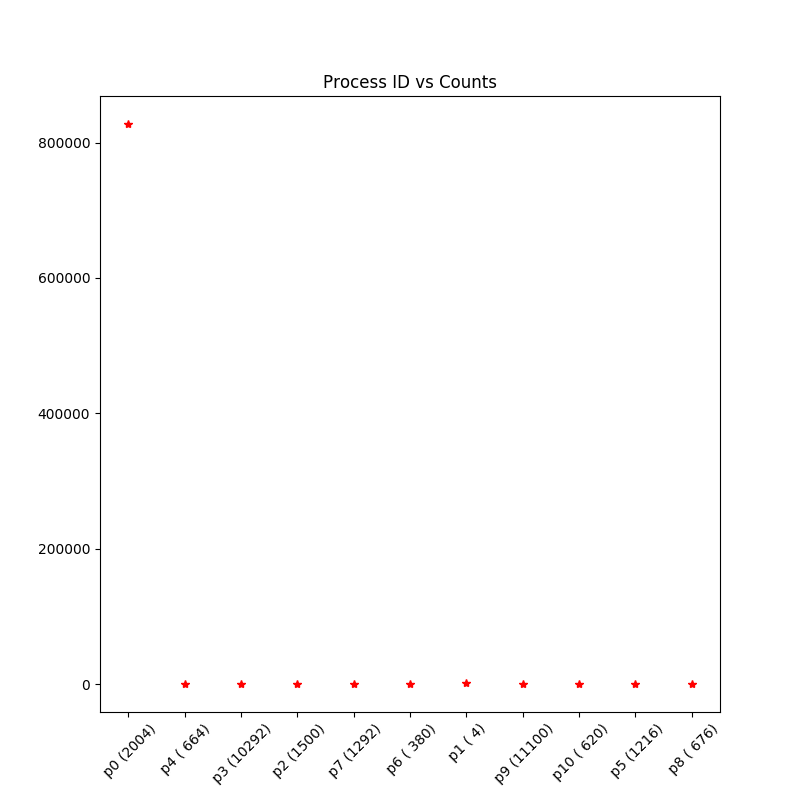 Process ID vs Counts
800000
600000
400000
200000
0
p0 (2004)
p4 ( 664)
p3 (10292)
p2 (1500)
p7 (1292)
p6 ( 380)
p1 ( 4)
p9 (11100)
p10 ( 620)
p5 (1216)
p8 ( 676)